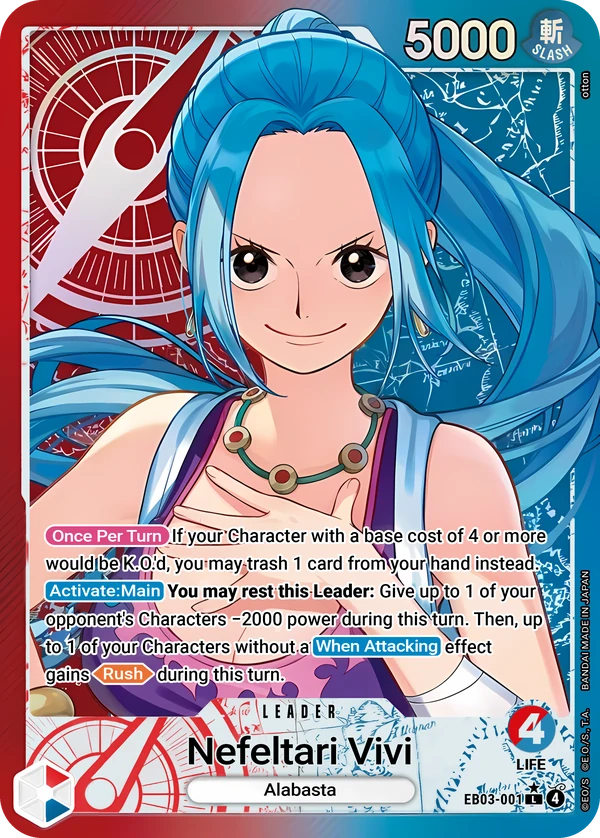 5000
斬
SLASH
otton
Once Per Turn If your Character with a base cost of 4 or more
would be K.O.'d, you may trash 1 card from your hand instead.
Activate:Main You may rest this Leader: Give up to 1 of your
opponent's Characters −2000 power during this turn. Then, up
to 1 of your Characters without a When Attacking effect
gains Rush during this turn.
©E/O/S ©E.O/S., T.A. BANDAI MADE IN JAPAN
LEADER
Nefeltari Vivi
Alabasta
4
LIFE
EB03-001 L 4